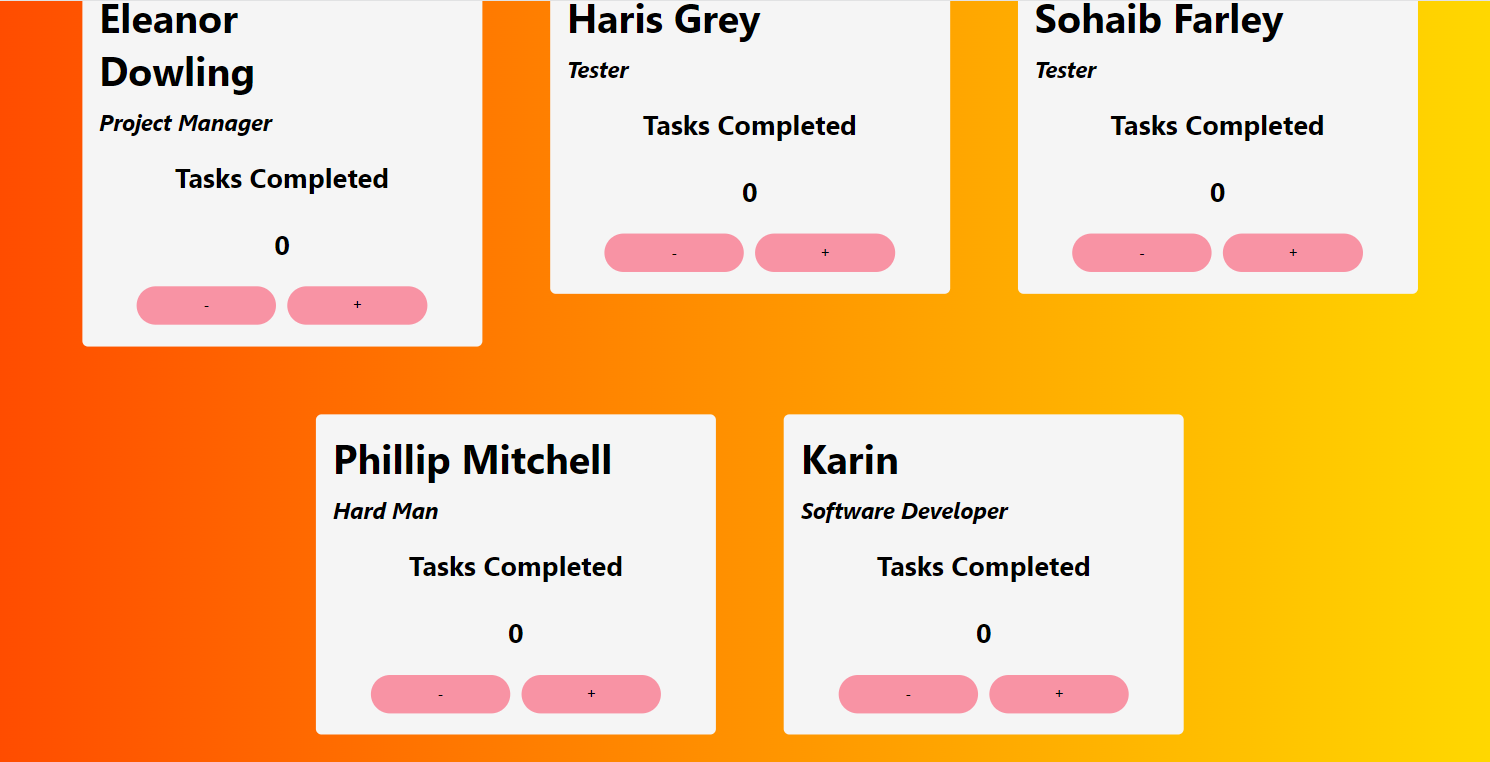 Eleanor
Dowling
Project Manager
Tasks Completed
0
- +
Haris Grey
Tester
Tasks Completed
0
- +
Sohaib Farley
Tester
Tasks Completed
0
- +
Phillip Mitchell
Hard Man
Tasks Completed
0
- +
Karin
Software Developer
Tasks Completed
0
- +